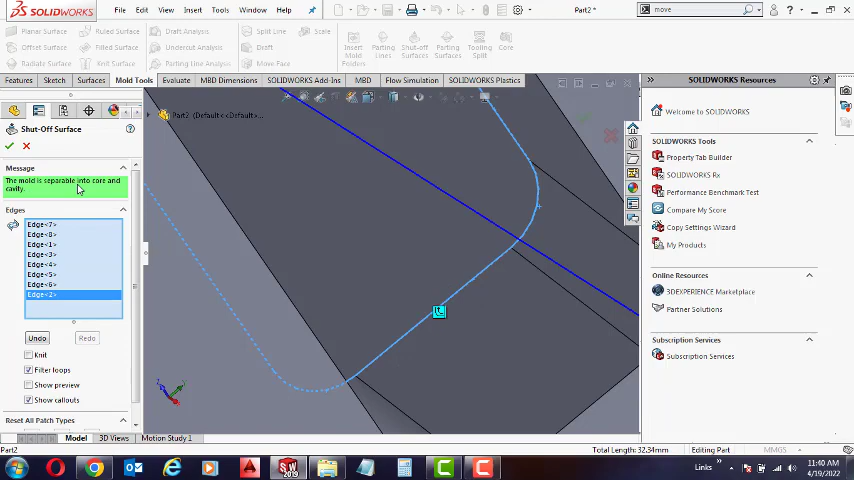 SOLIDWORKS File Edit View Insert Tools Window Help Part2 * move
Planar Surface Ruled Surface Draft Analysis Split Line Scale
Offset Surface Filled Surface Undercut Analysis Draft
Radiate Surface Knit Surface Parting Line Analysis Move Face
Insert Mold Folders Parting Lines Shut-off Surfaces Parting Surfaces Tooling Split Core
Features Sketch Surfaces Mold Tools Evaluate MBD Dimensions SOLIDWORKS Add-Ins MBD Flow Simulation SOLIDWORKS Plastics
SOLIDWORKS Resources
Part2 (Default<<Default>...
Shut-Off Surface
Message
The mold is separable into core and
cavity.
Edges
Edge<7>
Edge<8>
Edge<1>
Edge<3>
Edge<4>
Edge<5>
Edge<6>
Edge<2>
Undo Redo
Knit
Filter loops
Show preview
Show callouts
Reset All Patch Types
Welcome to SOLIDWORKS
SOLIDWORKS Tools
Property Tab Builder
SOLIDWORKS Rx
Performance Benchmark Test
Compare My Score
Copy Settings Wizard
My Products
Online Resources
3DEXPERIENCE Marketplace
Partner Solutions
Subscription Services
Subscription Services
Model 3D Views Motion Study 1
Part2 Total Length: 32.34mm Editing Part MMGS
Links 11:40 AM
4/19/2022